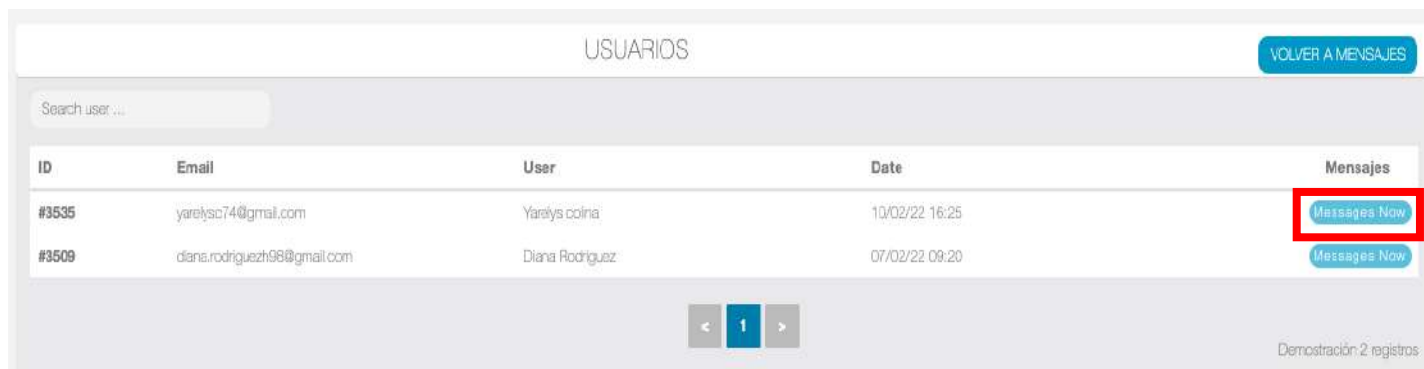 USUARIOS
VOLVER A MENSAJES
Search user ...
ID Email User Date Mensajes
#3535 yarelysc74@gmail.com Yarelys colina 10/02/22 16:25 Messages Now
#3509 diana.rodriguezh98@gmail.com Diana Rodriguez 07/02/22 09:20 Messages Now
< 1 >
Demostración 2 registros